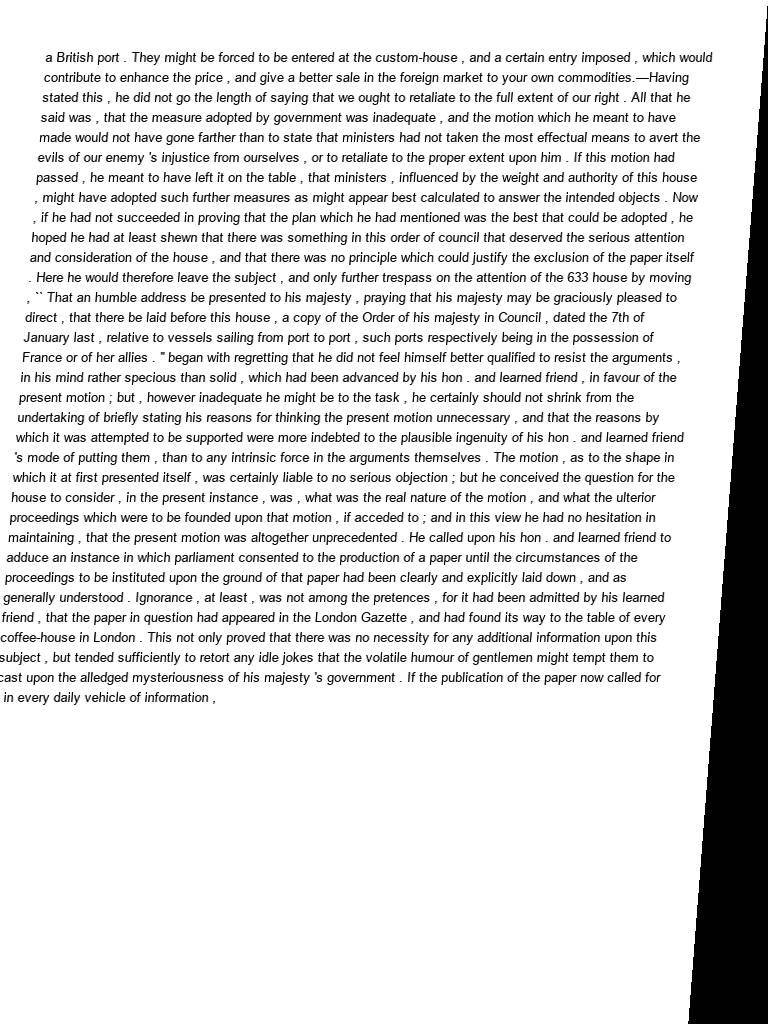 a British port . They might be forced to be entered at the custom-house , and a certain entry imposed , which would
contribute to enhance the price , and give a better sale in the foreign market to your own commodities.—Having
stated this , he did not go the length of saying that we ought to retaliate to the full extent of our right . All that he
said was , that the measure adopted by government was inadequate , and the motion which he meant to have
made would not have gone farther than to state that ministers had not taken the most effectual means to avert the
evils of our enemy 's injustice from ourselves , or to retaliate to the proper extent upon him . If this motion had
passed , he meant to have left it on the table , that ministers , influenced by the weight and authority of this house
, might have adopted such further measures as might appear best calculated to answer the intended objects . Now
, if he had not succeeded in proving that the plan which he had mentioned was the best that could be adopted , he
hoped he had at least shewn that there was something in this order of council that deserved the serious attention
and consideration of the house , and that there was no principle which could justify the exclusion of the paper itself
. Here he would therefore leave the subject , and only further trespass on the attention of the 633 house by moving
, `` That an humble address be presented to his majesty , praying that his majesty may be graciously pleased to
direct , that there be laid before this house , a copy of the Order of his majesty in Council , dated the 7th of
January last , relative to vessels sailing from port to port , such ports respectively being in the possession of
France or of her allies . " began with regretting that he did not feel himself better qualified to resist the arguments ,
in his mind rather specious than solid , which had been advanced by his hon . and learned friend , in favour of the
present motion ; but , however inadequate he might be to the task , he certainly should not shrink from the
undertaking of briefly stating his reasons for thinking the present motion unnecessary , and that the reasons by
which it was attempted to be supported were more indebted to the plausible ingenuity of his hon . and learned friend
's mode of putting them , than to any intrinsic force in the arguments themselves . The motion , as to the shape in
which it at first presented itself , was certainly liable to no serious objection ; but he conceived the question for the
house to consider , in the present instance , was , what was the real nature of the motion , and what the ulterior
proceedings which were to be founded upon that motion , if acceded to ; and in this view he had no hesitation in
maintaining , that the present motion was altogether unprecedented . He called upon his hon . and learned friend to
adduce an instance in which parliament consented to the production of a paper until the circumstances of the
proceedings to be instituted upon the ground of that paper had been clearly and explicitly laid down , and as
generally understood . Ignorance , at least , was not among the pretences , for it had been admitted by his learned
friend , that the paper in question had appeared in the London Gazette , and had found its way to the table of every
coffee-house in London . This not only proved that there was no necessity for any additional information upon this
subject , but tended sufficiently to retort any idle jokes that the volatile humour of gentlemen might tempt them to
cast upon the alledged mysteriousness of his majesty 's government . If the publication of the paper now called for
in every daily vehicle of information ,